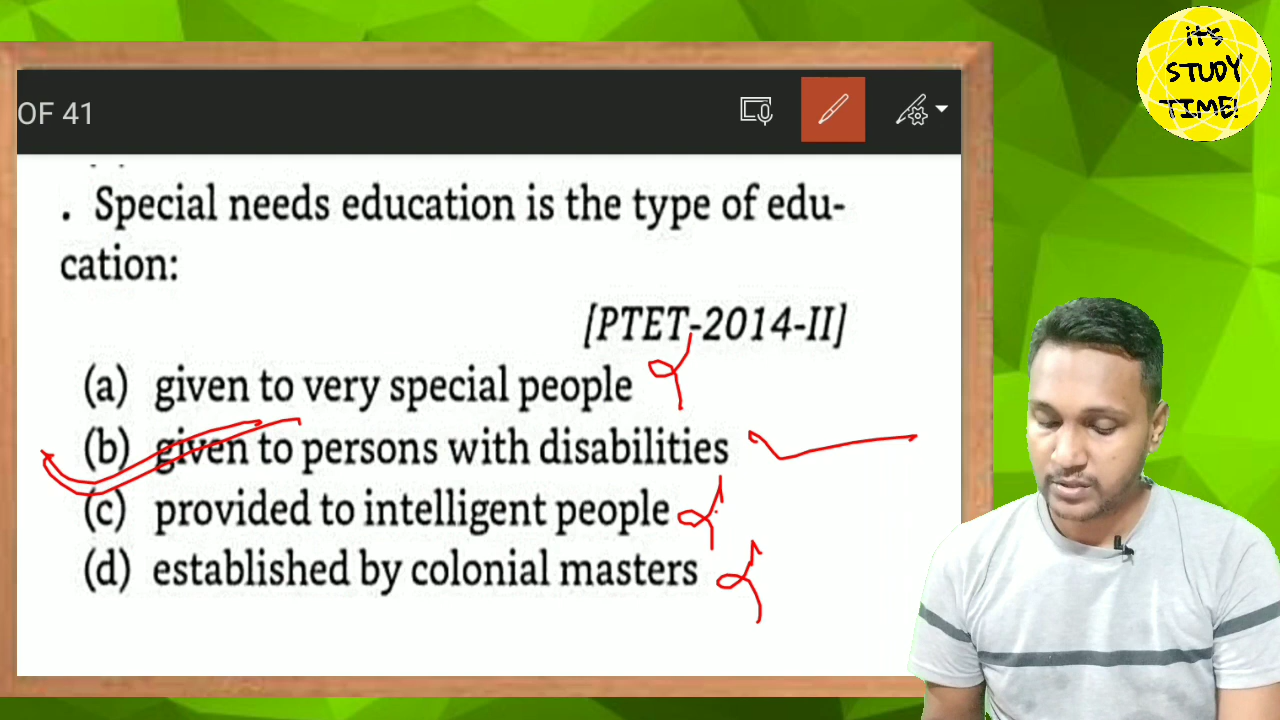 it's
STUDY
TIME!
OF 41
. Special needs education is the type of edu-
cation:
[PTET-2014-II]
(a) given to very special people
(b) given to persons with disabilities
(c) provided to intelligent people
(d) established by colonial masters